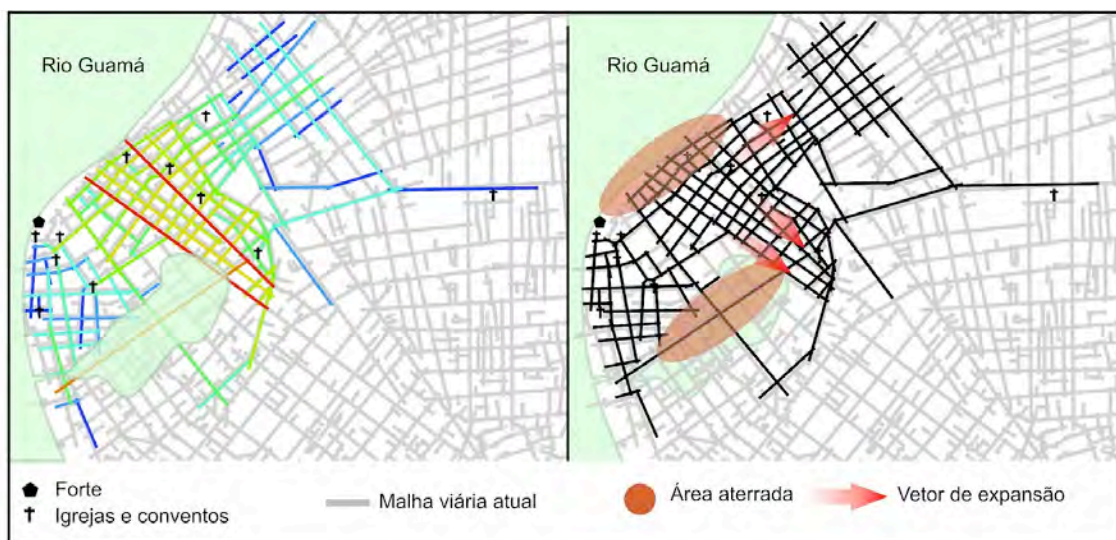 Rio Guamá
Rio Guamá
Forte
Igrejas e conventos
Malha viária atual
Área aterrada
Vetor de expansão